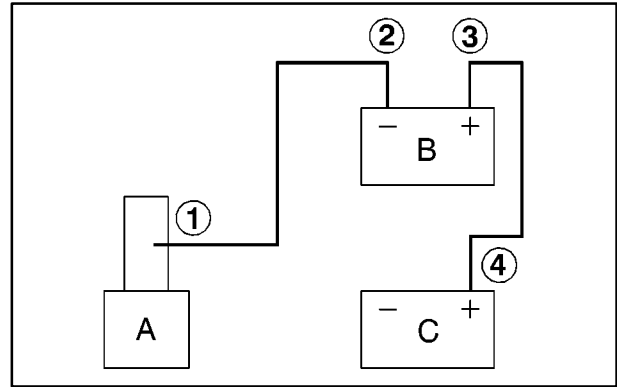 ② ③
− +
B
①
④
− +
A C